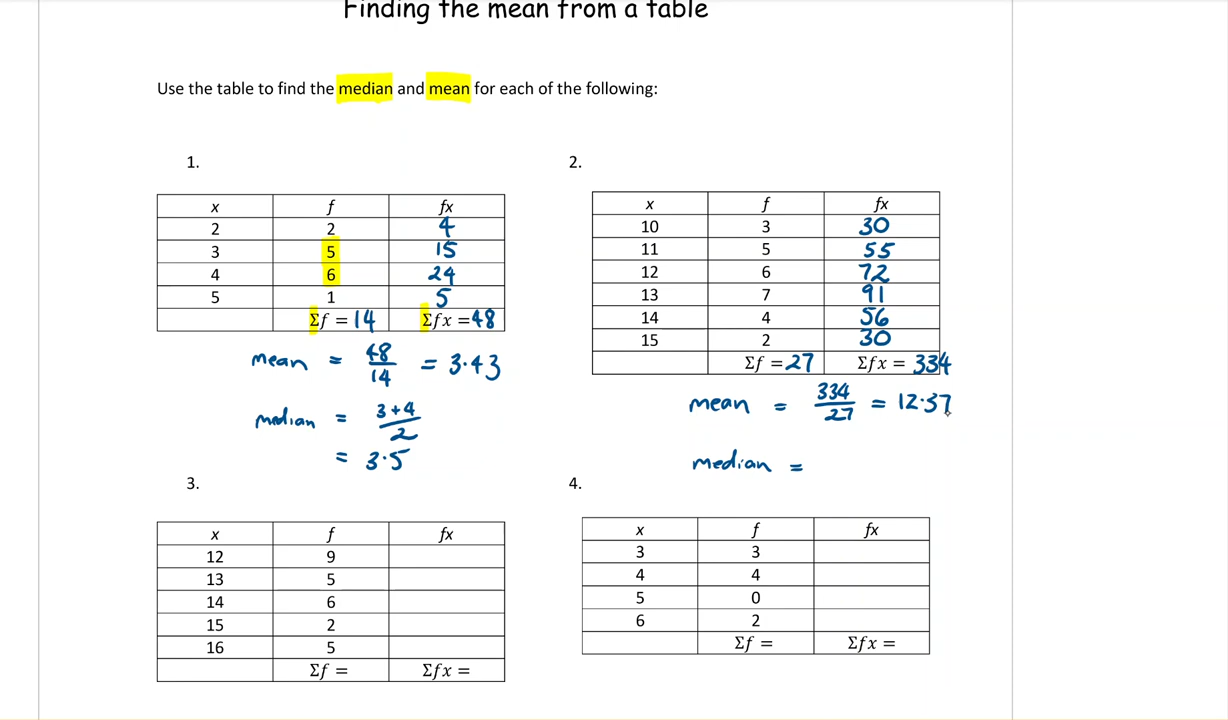 Finding the mean from a table
Use the table to find the median and mean for each of the following:
1.
x f fx
2 2 4
3 5 15
4 6 24
5 1 5
Σf = 14 Σfx = 48
mean = 48/14 = 3.43
median = 3+4/2
= 3.5
2.
x f fx
10 3 30
11 5 55
12 6 72
13 7 91
14 4 56
15 2 30
Σf = 27 Σfx = 334
mean = 334/27 = 12.37
median =
3.
x f fx
12 9
13 5
14 6
15 2
16 5
Σf = Σfx =
4.
x f fx
3 3
4 4
5 0
6 2
Σf = Σfx =